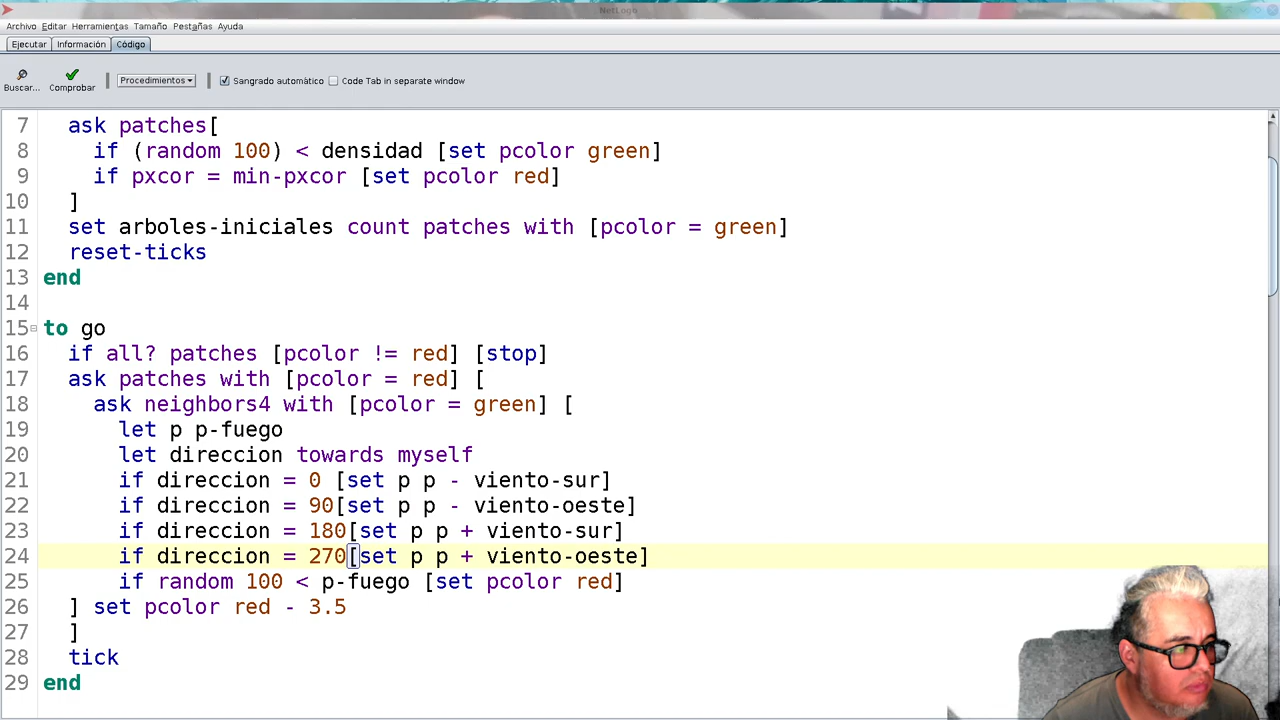 NetLogo
Archivo Editar Herramientas Tamaño Pestañas Ayuda
Ejecutar Información Código
Buscar... Comprobar Procedimientos Sangrado automático Code Tab in separate window
7 ask patches[
8 if (random 100) < densidad [set pcolor green]
9 if pxcor = min-pxcor [set pcolor red]
10 ]
11 set arboles-iniciales count patches with [pcolor = green]
12 reset-ticks
13 end
14
15 to go
16 if all? patches [pcolor != red] [stop]
17 ask patches with [pcolor = red] [
18 ask neighbors4 with [pcolor = green] [
19 let p p-fuego
20 let direccion towards myself
21 if direccion = 0 [set p p - viento-sur]
22 if direccion = 90[set p p - viento-oeste]
23 if direccion = 180[set p p + viento-sur]
24 if direccion = 270[set p p + viento-oeste]
25 if random 100 < p-fuego [set pcolor red]
26 ] set pcolor red - 3.5
27 ]
28 tick
29 end